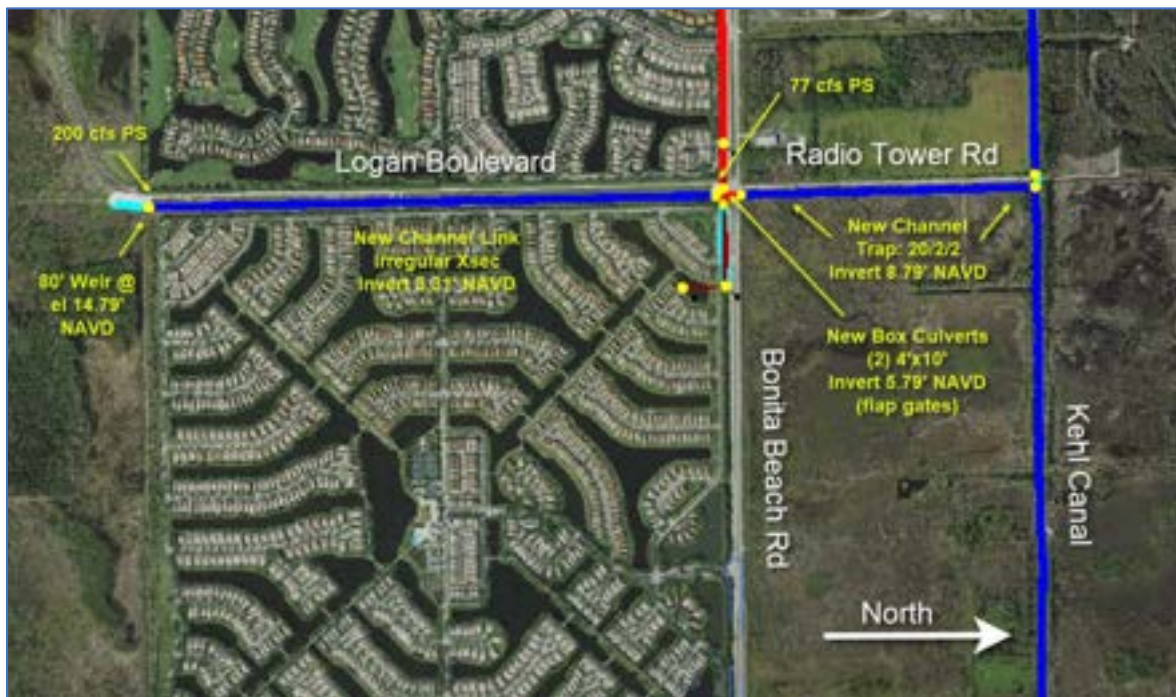 77 cfs PS
200 cfs PS
Logan Boulevard
Radio Tower Rd
New Channel Link
Irregular Xsec
Invert NAVD
New Channel
Trap: 20/2/2
Invert 8.79' NAVD
80' Weir @
el 14.79'
NAVD
New Box Culverts
(2) 4'x10'
Invert 5.79' NAVD
(flap gates)
Bonita Beach Rd
Kehl Canal
North